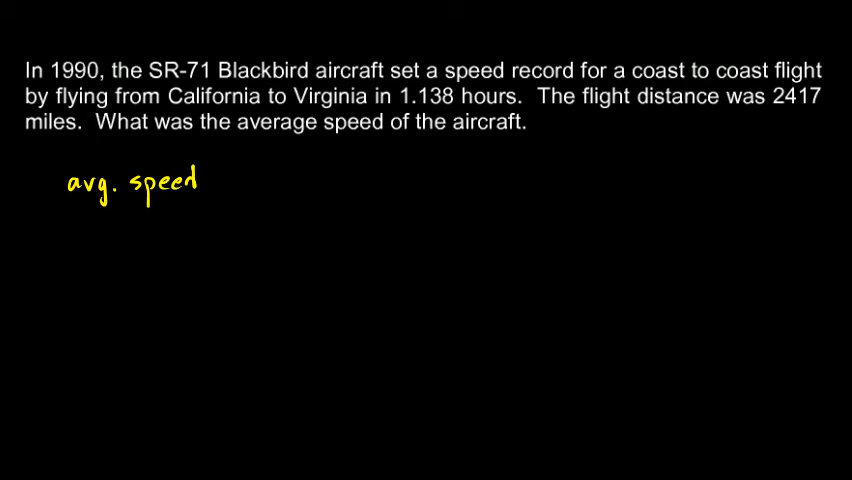 In 1990, the SR-71 Blackbird aircraft set a speed record for a coast to coast flight
by flying from California to Virginia in 1.138 hours. The flight distance was 2417
miles. What was the average speed of the aircraft.
avg. speed